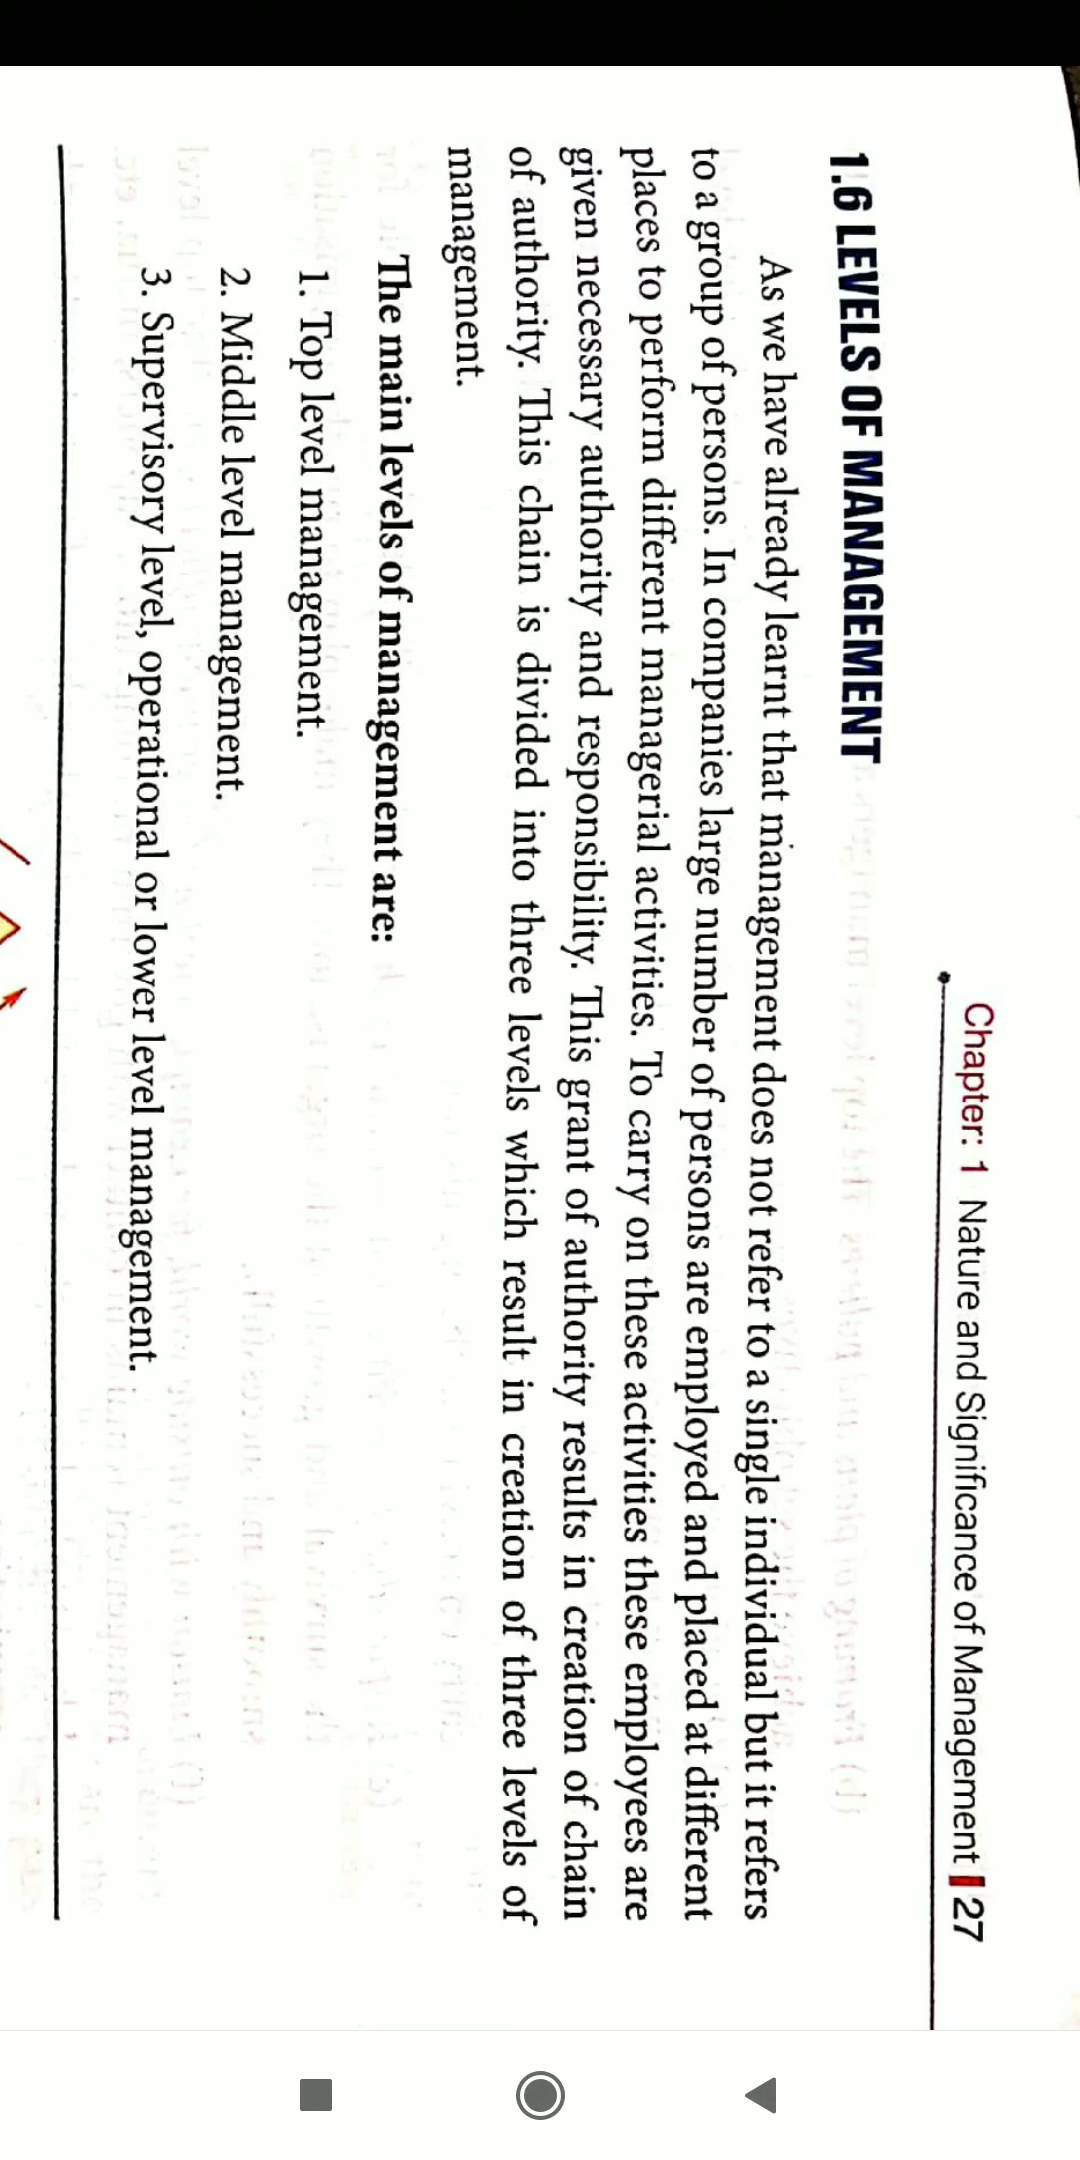 Chapter: 1 Nature and Significance of Management 27
1.6 LEVELS OF MANAGEMENT
As we have already learnt that management does not refer to a single individual but it refers
to a group of persons. In companies large number of persons are employed and placed at different
places to perform different managerial activities. To carry on these activities these employees are
given necessary authority and responsibility. This grant of authority results in creation of chain
of authority. This chain is divided into three levels which result in creation of three levels of
management.
The main levels of management are:
1. Top level management.
2. Middle level management.
3. Supervisory level, operational or lower level management.